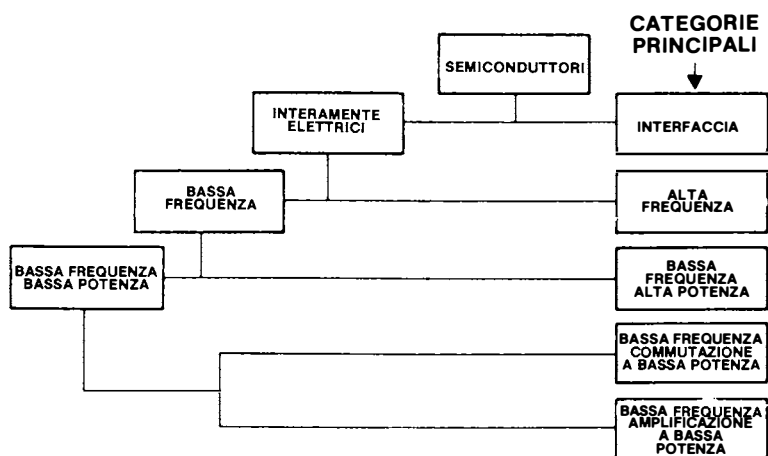 CATEGORIE
PRINCIPALI
SEMICONDUTTORI
INTERAMENTE
ELETTRICI
INTERFACCIA
BASSA
FREQUENZA
ALTA
FREQUENZA
BASSA FREQUENZA
BASSA POTENZA
BASSA
FREQUENZA
ALTA POTENZA
BASSA FREQUENZA
COMMUTAZIONE
A BASSA POTENZA
BASSA FREQUENZA
AMPLIFICAZIONE
A BASSA
POTENZA